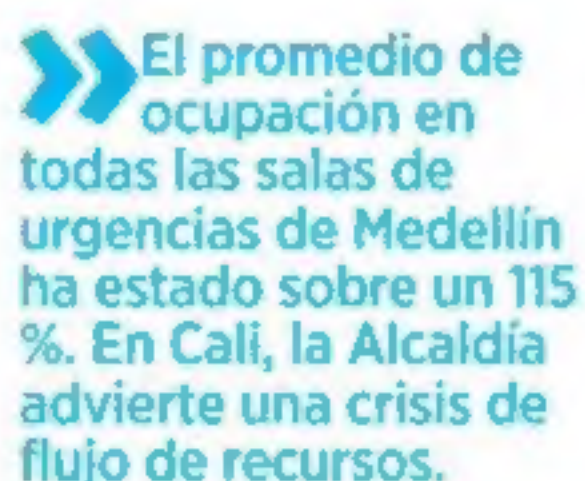 El promedio de
ocupación en
todas las salas de
urgencias de Medellín
ha estado sobre un 115
%. En Cali, la Alcaldía
advierte una crisis de
flujo de recursos.